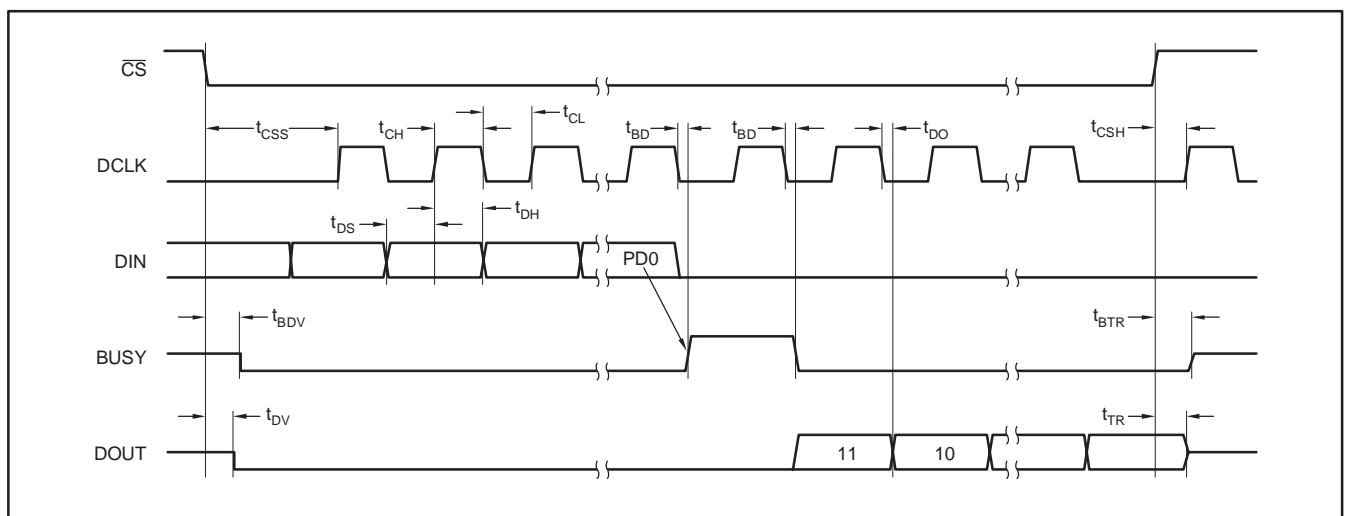 CS
tCSS
tCH
tCL
tBD
tBD
tDO
tCSH
DCLK
tDS
tDH
DIN
PD0
tBDV
tBTR
BUSY
tDV
tTR
DOUT
11
10